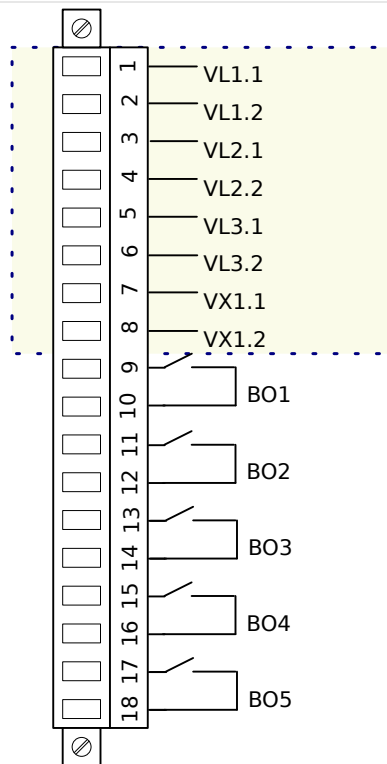 1 VL1.1
2 VL1.2
3 VL2.1
4 VL2.2
5 VL3.1
6 VL3.2
7 VX1.1
8 VX1.2
9
10 BO1
11
12 BO2
13
14 BO3
15
16 BO4
17
18 BO5